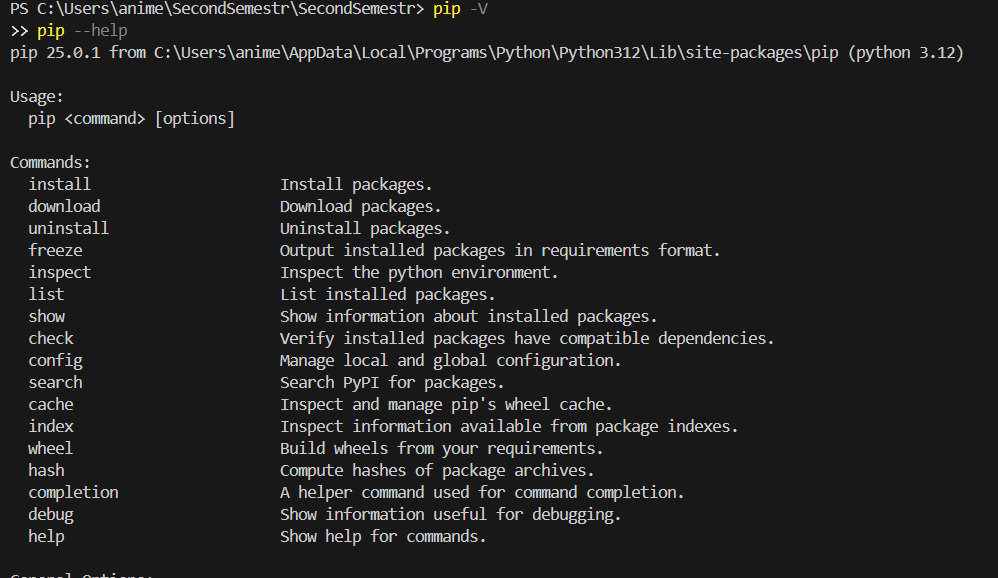 PS C:\Users\anime\SecondSemestr\SecondSemestr> pip -V
>> pip --help
pip 25.0.1 from C:\Users\anime\AppData\Local\Programs\Python\Python312\Lib\site-packages\pip (python 3.12)
Usage:
pip <command> [options]
Commands:
install Install packages.
download Download packages.
uninstall Uninstall packages.
freeze Output installed packages in requirements format.
inspect Inspect the python environment.
list List installed packages.
show Show information about installed packages.
check Verify installed packages have compatible dependencies.
config Manage local and global configuration.
search Search PyPI for packages.
cache Inspect and manage pip's wheel cache.
index Inspect information available from package indexes.
wheel Build wheels from your requirements.
hash Compute hashes of package archives.
completion A helper command used for command completion.
debug Show information useful for debugging.
help Show help for commands.
General Options: